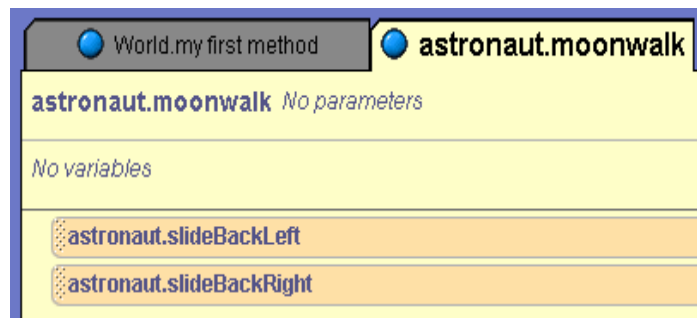 World.my first method
astronaut.moonwalk
astronaut.moonwalk No parameters
No variables
astronaut.slideBackLeft
astronaut.slideBackRight